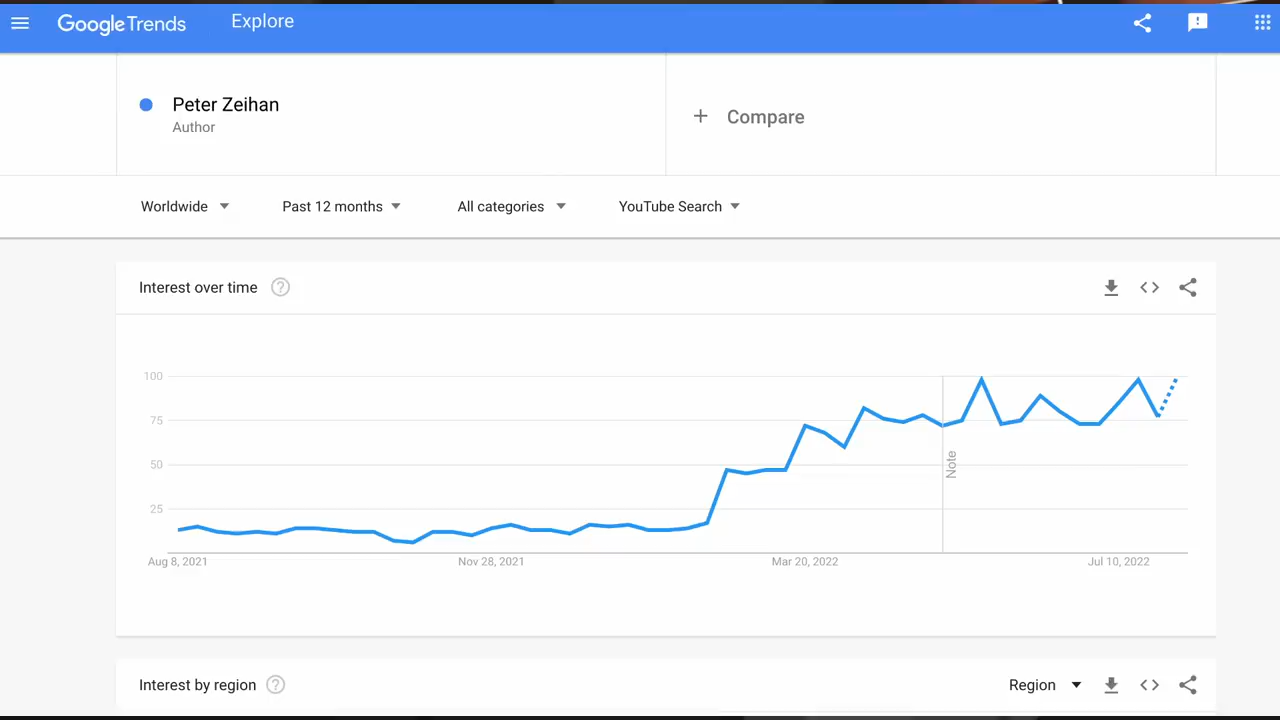 Google Trends Explore
Peter Zeihan
Author
+ Compare
Worldwide Past 12 months All categories YouTube Search
Interest over time ?
100
75
50
25
Note
Aug 8, 2021 Nov 28, 2021 Mar 20, 2022 Jul 10, 2022
Interest by region ? Region